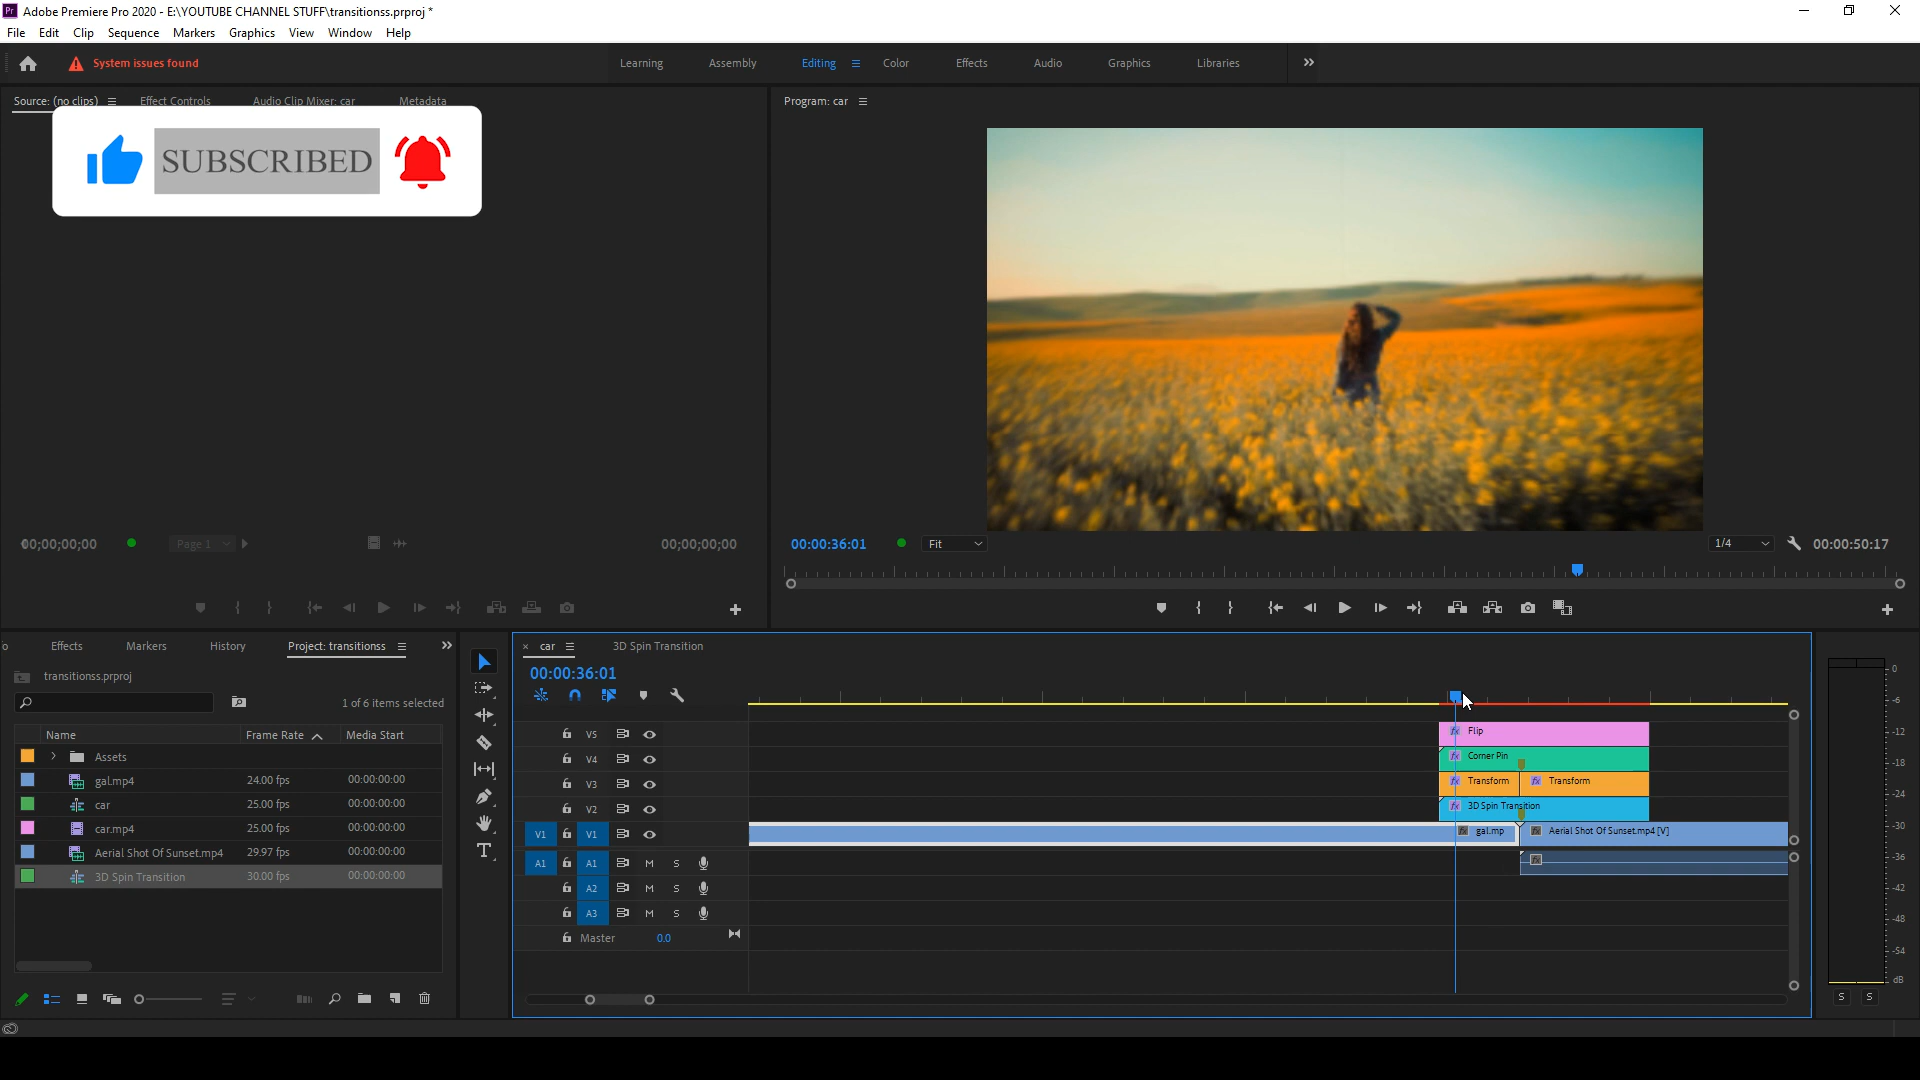 Pr Adobe Premiere Pro 2020 - E:\YOUTUBE CHANNEL STUFF\transitionss.prproj *
File Edit Clip Sequence Markers Graphics View Window Help
System issues found
Learning Assembly Editing Color Effects Audio Graphics Libraries
Source: (no clips) Effect Controls Audio Clip Mixer: car Metadata
Program: car
SUBSCRIBED
00;00;00;00 Page 1 00;00;00;00
00:00:36:01 Fit 1/4 00:00:50:17
Effects Markers History Project: transitionss
transitionss.prproj
1 of 6 items selected
Name Frame Rate Media Start
Assets
gal.mp4 24.00 fps 00:00:00:00
car 25.00 fps 00:00:00:00
car.mp4 25.00 fps 00:00:00:00
Aerial Shot Of Sunset.mp4 29.97 fps 00:00:00:00
3D Spin Transition 30.00 fps 00:00:00:00
× car 3D Spin Transition
00:00:36:01
V5 fx Flip
V4 fx Corner Pin
V3 fx Transform fx Transform
V2 fx 3D Spin Transition
V1 V1 fx gal.mp fx Aerial Shot Of Sunset.mp4 [V]
A1 A1 M S fx
A2 M S
A3 M S
Master 0.0
0
-6
-12
-18
-24
-30
-36
-42
-48
-54
dB
S S